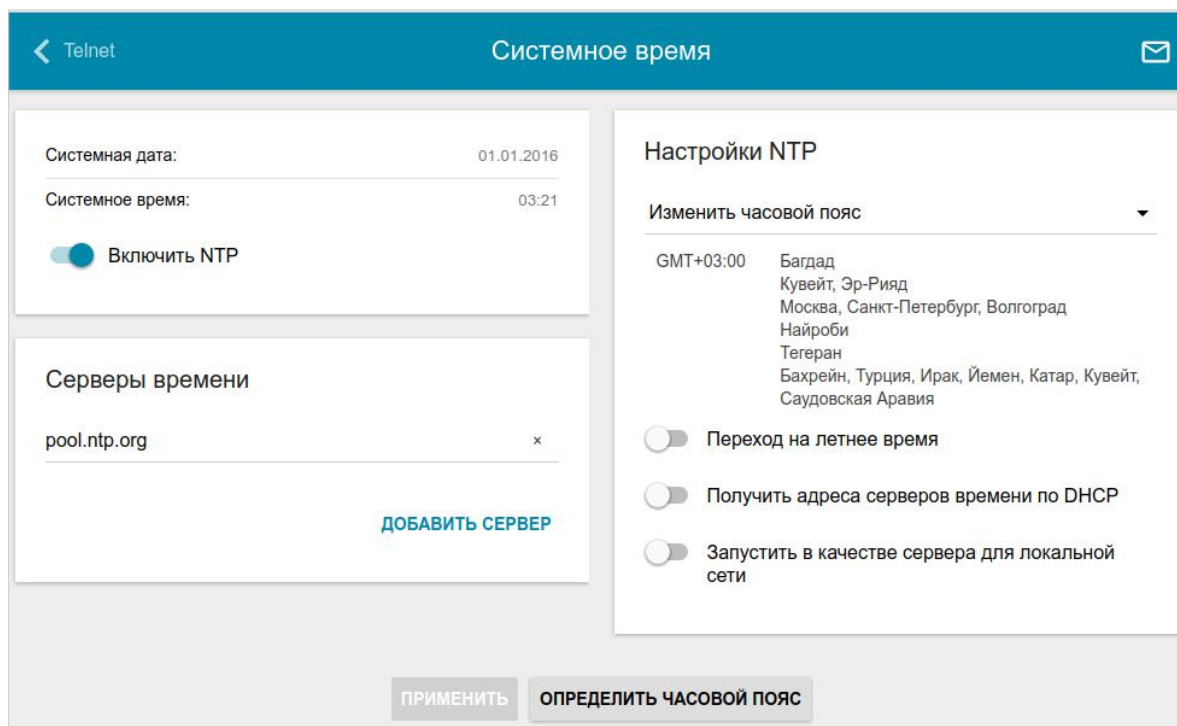 Telnet
Системное время
Системная дата:
01.01.2016
Системное время:
03:21
Включить NTP
Серверы времени
pool.ntp.org
×
ДОБАВИТЬ СЕРВЕР
Настройки NTP
Изменить часовой пояс
GMT+03:00
Багдад
Кувейт, Эр-Рияд
Москва, Санкт-Петербург, Волгоград
Найроби
Тегеран
Бахрейн, Турция, Ирак, Йемен, Катар, Кувейт,
Саудовская Аравия
Переход на летнее время
Получить адреса серверов времени по DHCP
Запустить в качестве сервера для локальной
сети
ПРИМЕНИТЬ
ОПРЕДЕЛИТЬ ЧАСОВОЙ ПОЯС